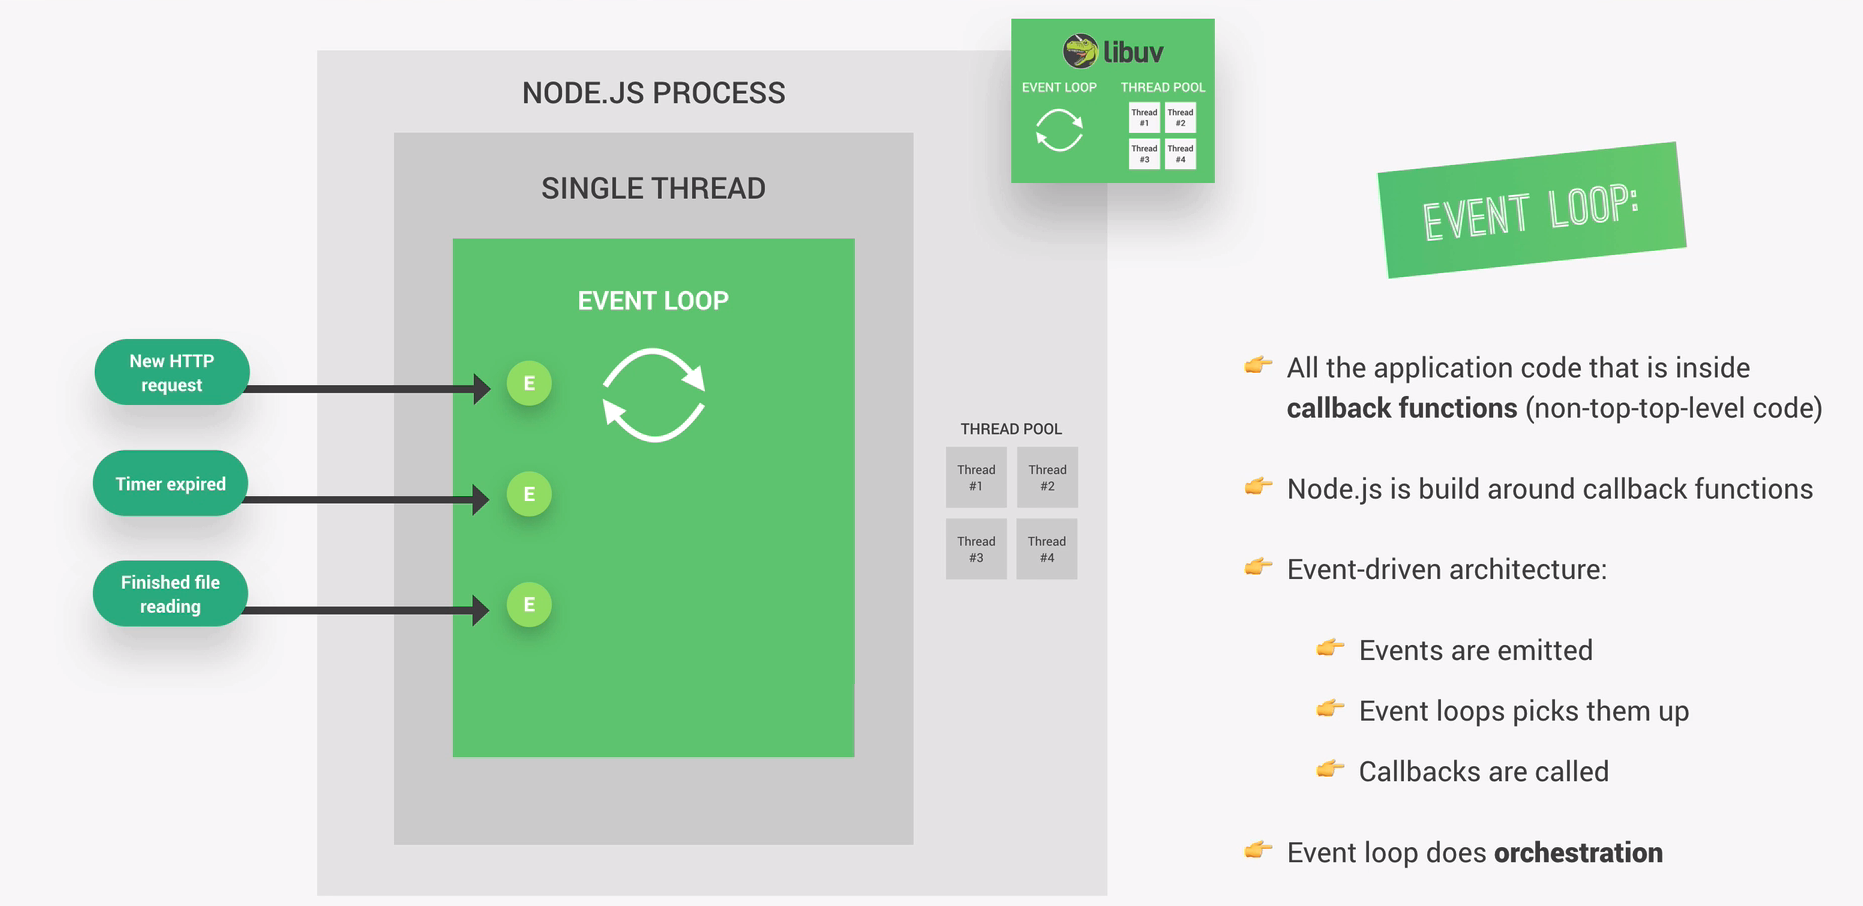 libuv
EVENT LOOP
THREAD POOL
Thread
#1
Thread
#2
Thread
#3
Thread
#4
NODE.JS PROCESS
SINGLE THREAD
EVENT LOOP
New HTTP
request
E
Timer expired
E
Finished file
reading
E
THREAD POOL
Thread
#1
Thread
#2
Thread
#3
Thread
#4
EVENT LOOP:
All the application code that is inside
callback functions (non-top-top-level code)
Node.js is build around callback functions
Event-driven architecture:
Events are emitted
Event loops picks them up
Callbacks are called
Event loop does orchestration